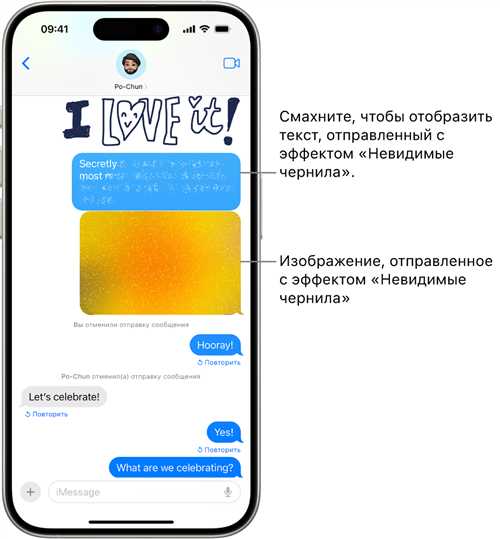 09:41
Po-Chun
I LOVE it!
Смахните, чтобы отобразить
текст, отправленный с
эффектом «Невидимые
чернила».
Secretly
most
Изображение, отправленное
с эффектом «Невидимые
чернила»
Вы отменили отправку сообщения
Hooray!
Повторить
Po-Chun отменил(а) отправку сообщения
Let's celebrate!
Повторить
Yes!
Повторить
What are we celebrating?
iMessage